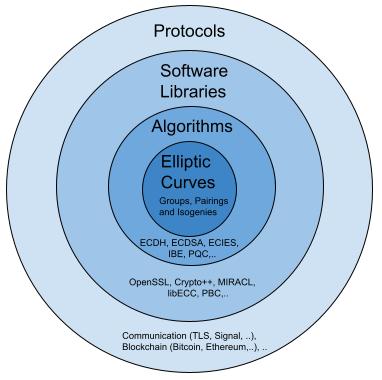 Protocols
Software
Libraries
Algorithms
Elliptic
Curves
Groups, Pairings
and Isogenies
ECDH, ECDSA, ECIES,
IBE, PQC,..
OpenSSL, Crypto++, MIRACL,
libECC, PBC,..
Communication (TLS, Signal, ..),
Blockchain (Bitcoin, Ethereum,..), ..